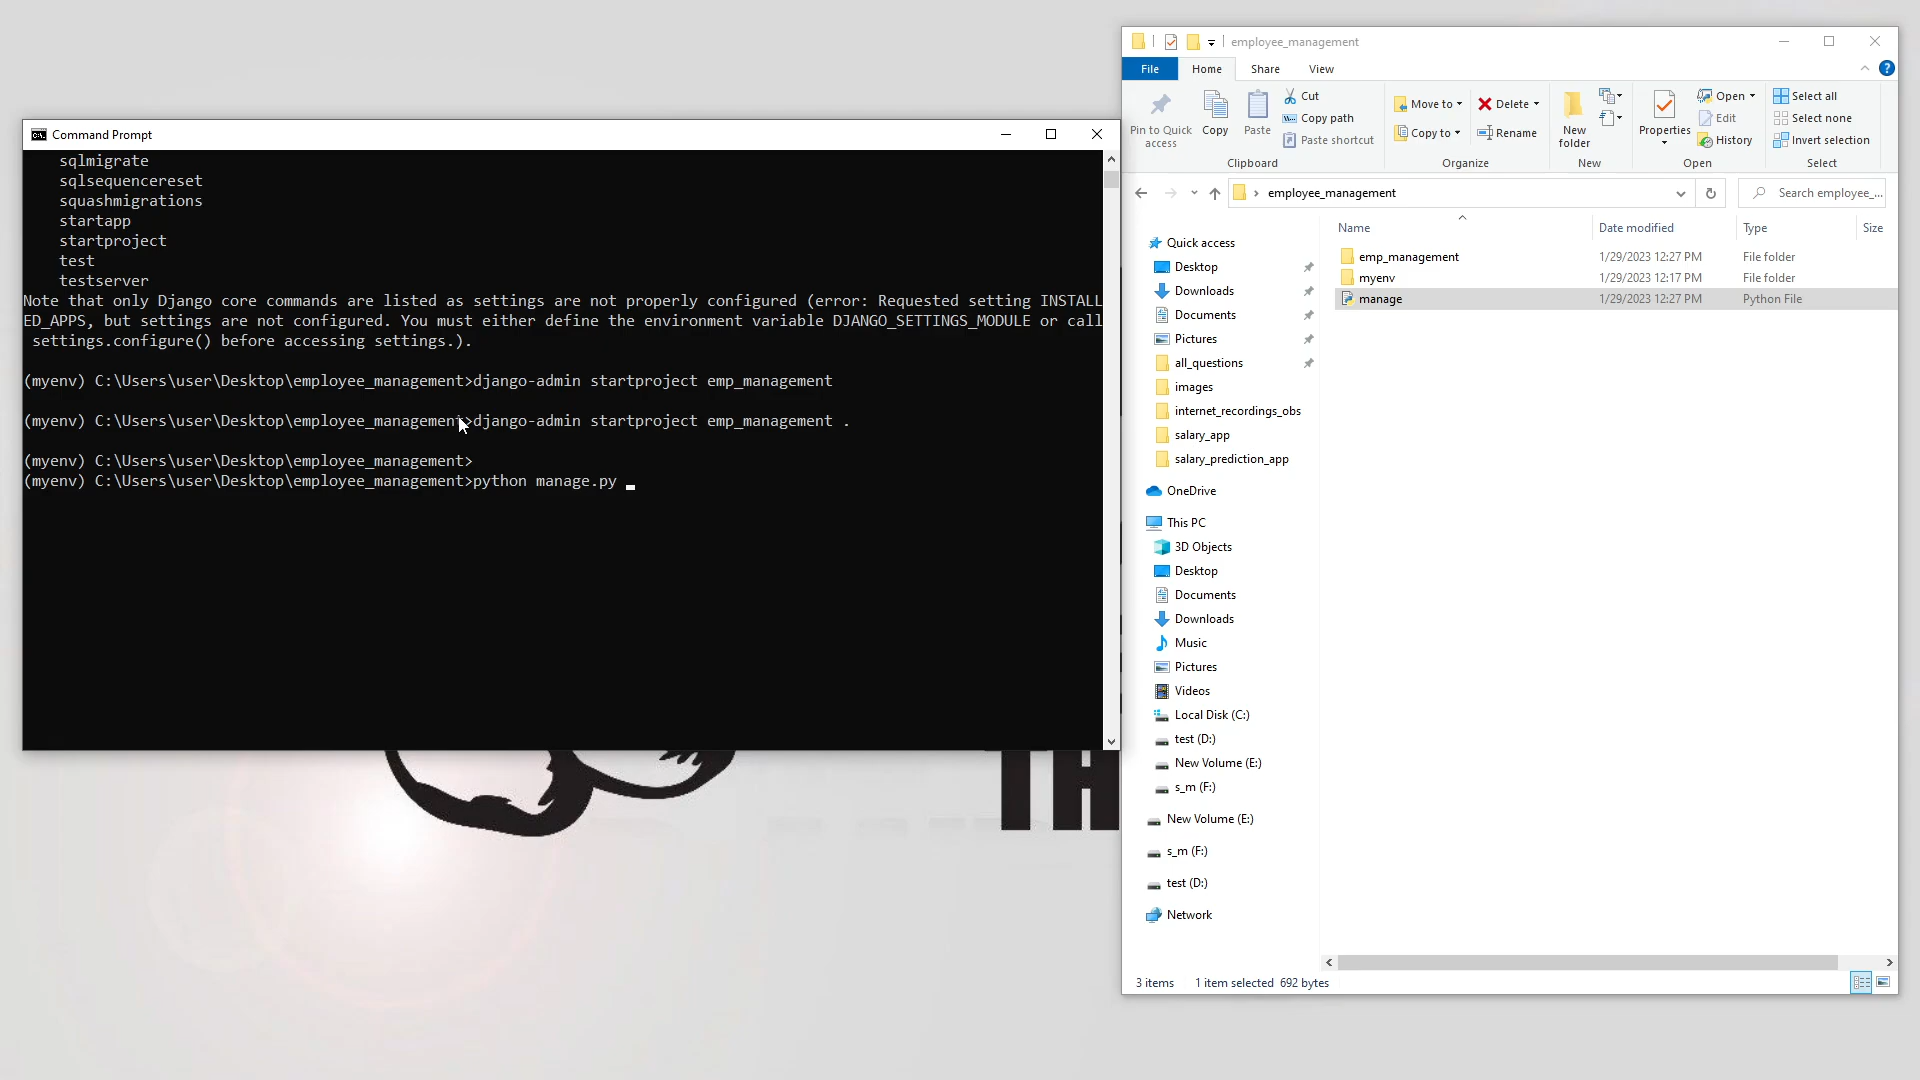 Command Prompt
sqlmigrate
sqlsequencereset
squashmigrations
startapp
startproject
test
testserver
Note that only Django core commands are listed as settings are not properly configured (error: Requested setting INSTALL
ED_APPS, but settings are not configured. You must either define the environment variable DJANGO_SETTINGS_MODULE or call
settings.configure() before accessing settings.).
(myenv) C:\Users\user\Desktop\employee_management>django-admin startproject emp_management
(myenv) C:\Users\user\Desktop\employee_management>django-admin startproject emp_management .
(myenv) C:\Users\user\Desktop\employee_management>
(myenv) C:\Users\user\Desktop\employee_management>python manage.py
TH
employee_management
File Home Share View
Pin to Quick access
Copy
Paste
Cut
Copy path
Paste shortcut
Clipboard
Move to
Copy to
Delete
Rename
Organize
New folder
New
Properties
Open
Edit
History
Open
Select all
Select none
Invert selection
Select
employee_management
Search employee_...
Name Date modified Type Size
emp_management 1/29/2023 12:27 PM File folder
myenv 1/29/2023 12:17 PM File folder
manage 1/29/2023 12:27 PM Python File
Quick access
Desktop
Downloads
Documents
Pictures
all_questions
images
internet_recordings_obs
salary_app
salary_prediction_app
OneDrive
This PC
3D Objects
Desktop
Documents
Downloads
Music
Pictures
Videos
Local Disk (C:)
test (D:)
New Volume (E:)
s_m (F:)
New Volume (E:)
s_m (F:)
test (D:)
Network
3 items 1 item selected 692 bytes